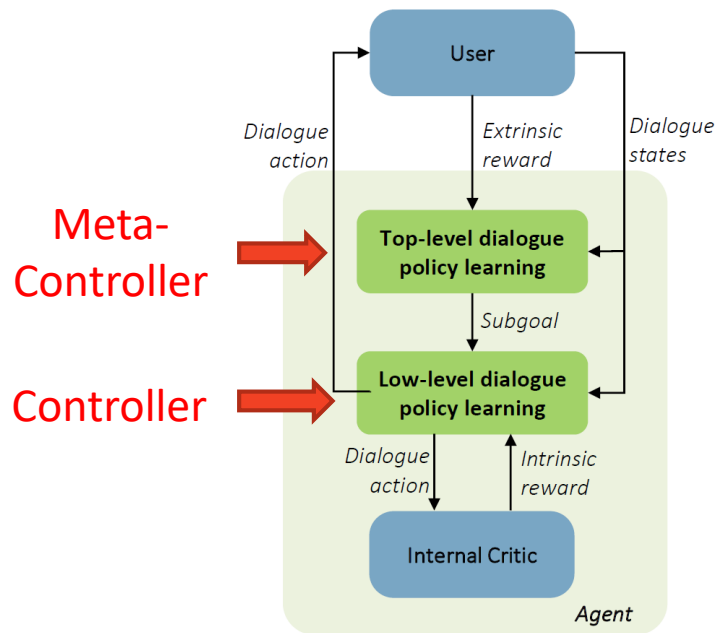 User
Dialogue
action
Extrinsic
reward
Dialogue
states
Meta-
Controller
Top-level dialogue
policy learning
Subgoal
Controller
Low-level dialogue
policy learning
Dialogue
action
Intrinsic
reward
Internal Critic
Agent